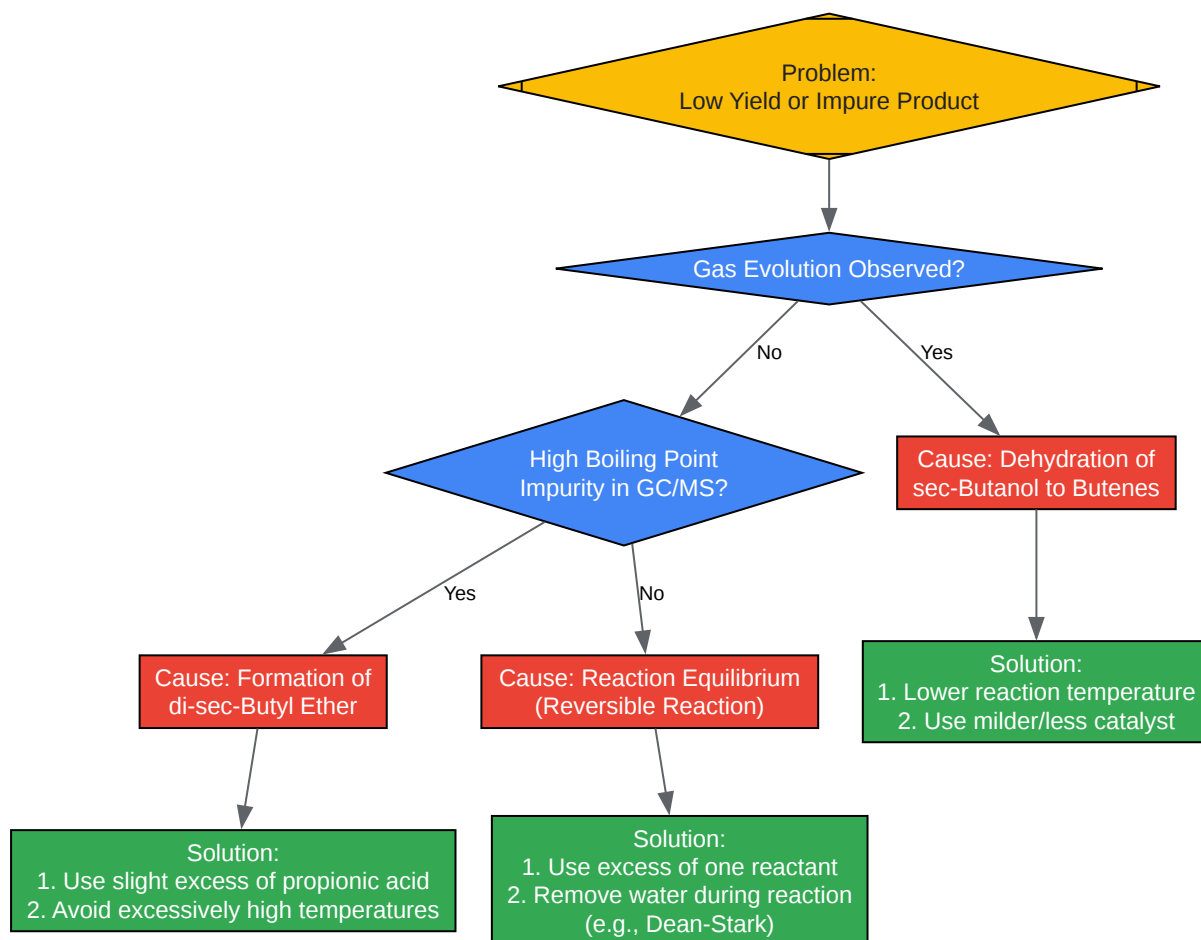 Problem:
Low Yield or Impure Product
Gas Evolution Observed?
No
Yes
High Boiling Point
Impurity in GC/MS?
Cause: Dehydration of
sec-Butanol to Butenes
Yes
No
Cause: Formation of
di-sec-Butyl Ether
Cause: Reaction Equilibrium
(Reversible Reaction)
Solution:
1. Lower reaction temperature
2. Use milder/less catalyst
Solution:
1. Use slight excess of propionic acid
2. Avoid excessively high temperatures
Solution:
1. Use excess of one reactant
2. Remove water during reaction
(e.g., Dean-Stark)